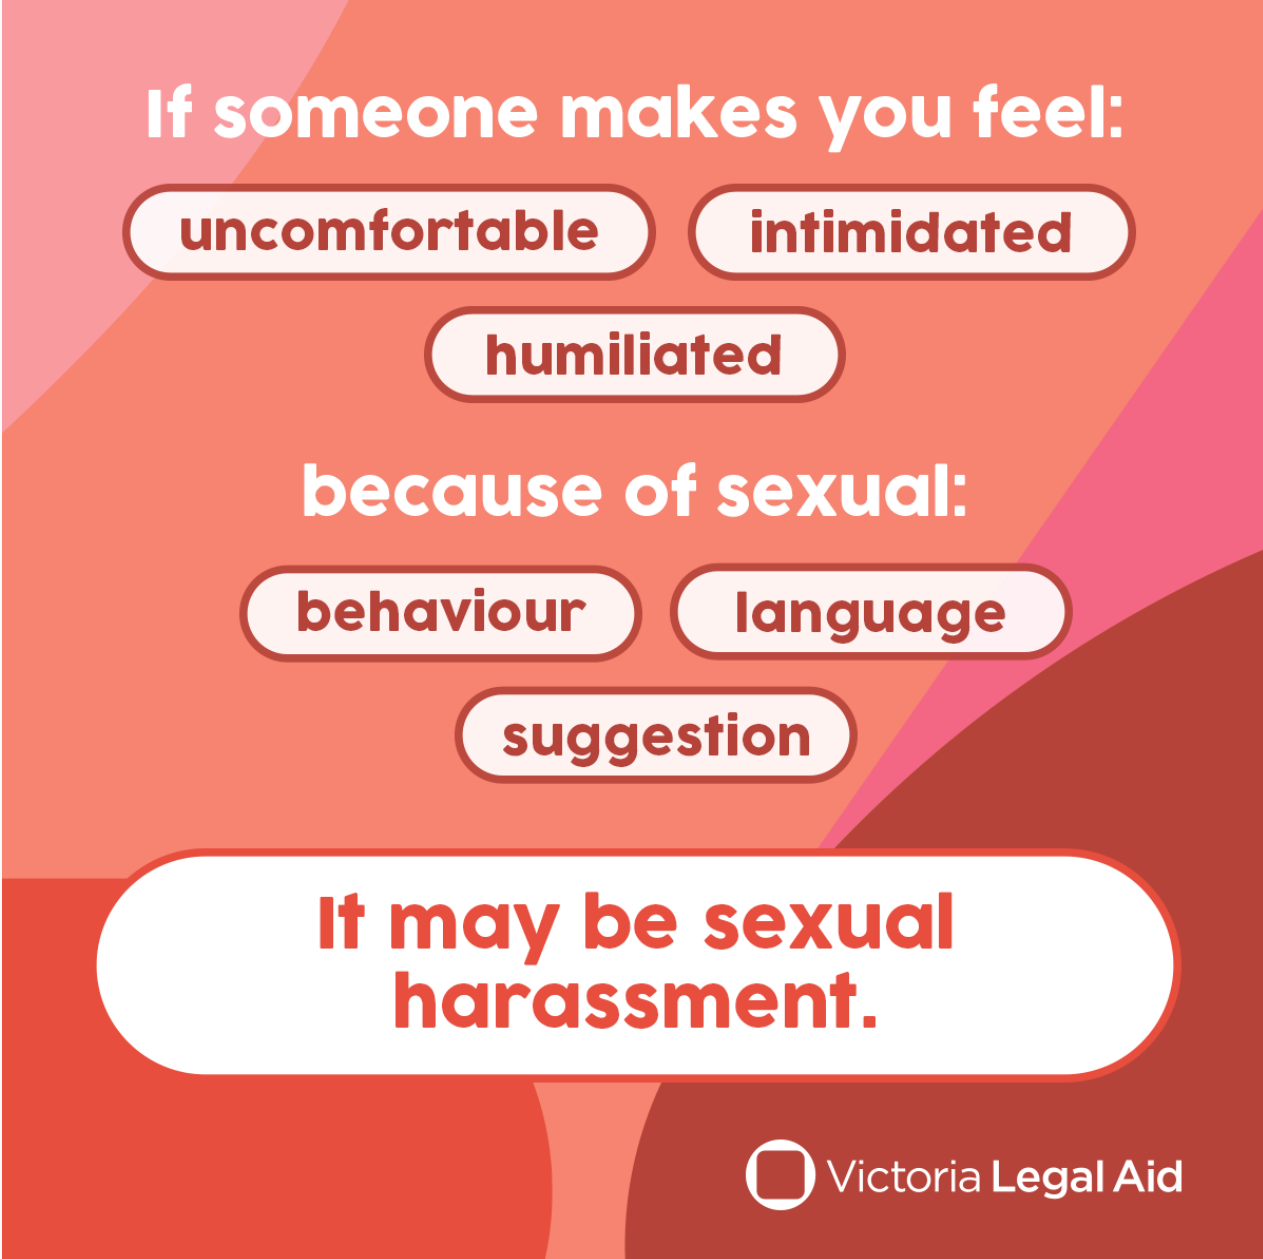 If someone makes you feel:
uncomfortable intimidated
humiliated
because of sexual:
behaviour language
suggestion
It may be sexual
harassment.
Victoria Legal Aid